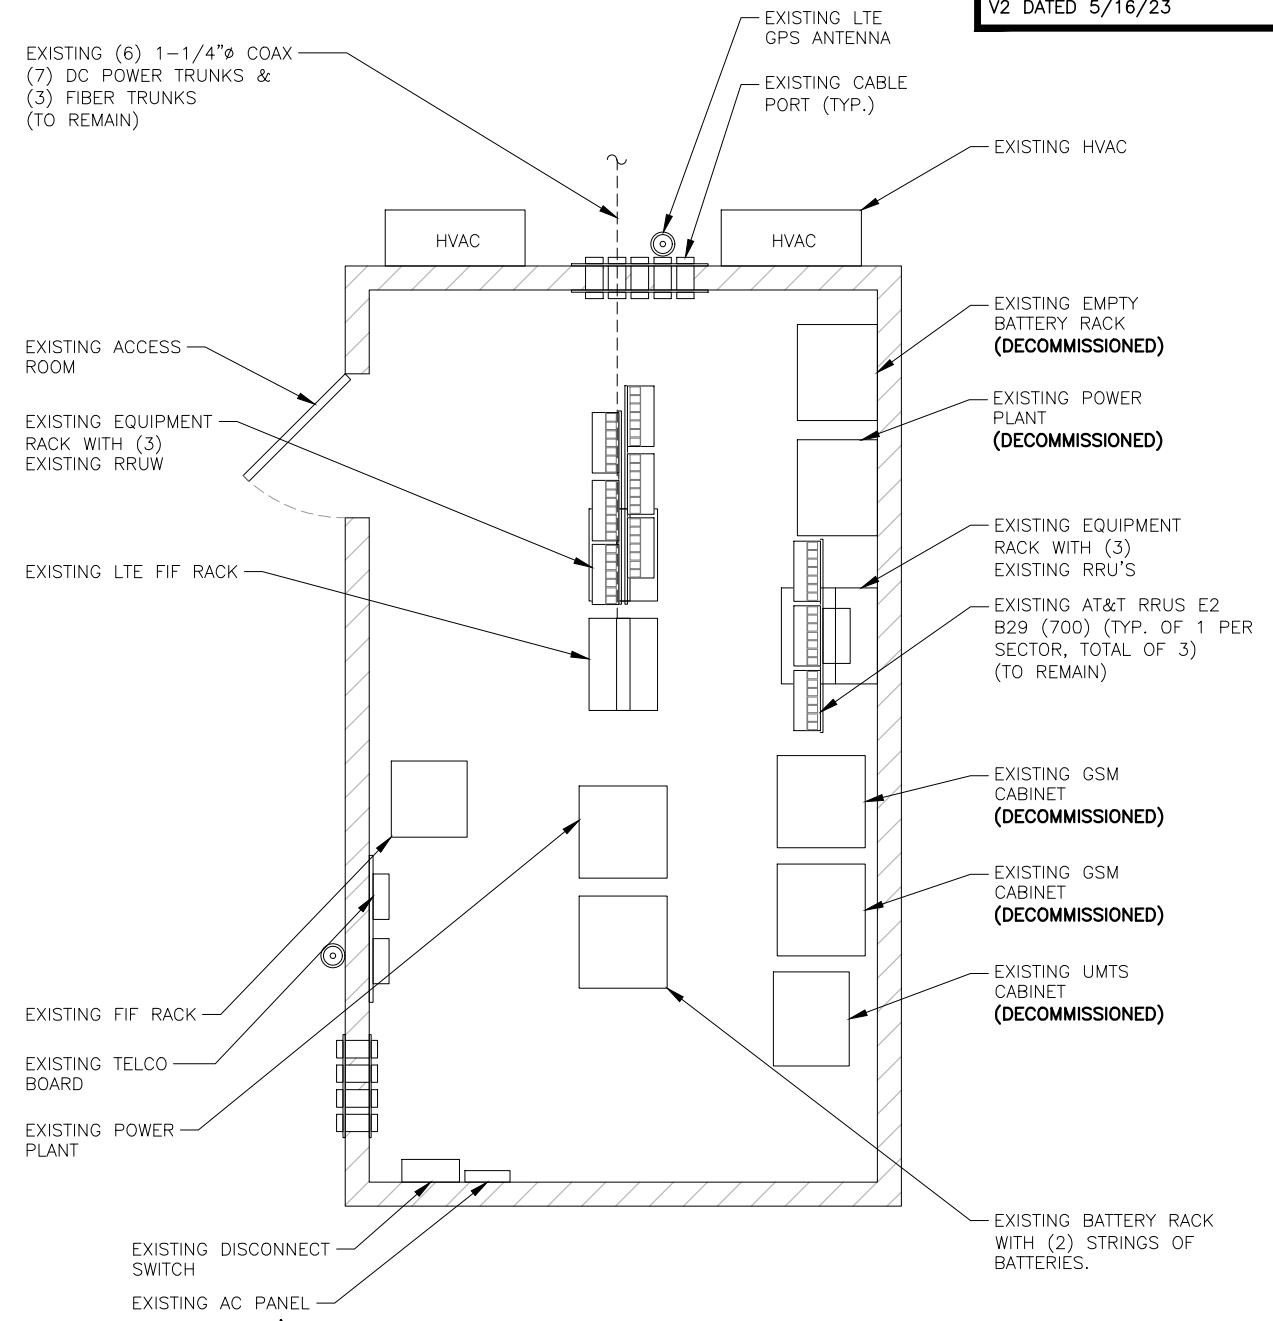 V2 DATED 5/16/23
EXISTING LTE
GPS ANTENNA
EXISTING (6) 1-1/4"ø COAX
(7) DC POWER TRUNKS &
(3) FIBER TRUNKS
(TO REMAIN)
EXISTING CABLE
PORT (TYP.)
EXISTING HVAC
HVAC
HVAC
EXISTING EMPTY
BATTERY RACK
(DECOMMISSIONED)
EXISTING ACCESS
ROOM
EXISTING POWER
PLANT
(DECOMMISSIONED)
EXISTING EQUIPMENT
RACK WITH (3)
EXISTING RRUW
EXISTING EQUIPMENT
RACK WITH (3)
EXISTING RRU'S
EXISTING LTE FIF RACK
EXISTING AT&T RRUS E2
B29 (700) (TYP. OF 1 PER
SECTOR, TOTAL OF 3)
(TO REMAIN)
EXISTING GSM
CABINET
(DECOMMISSIONED)
EXISTING GSM
CABINET
(DECOMMISSIONED)
EXISTING UMTS
CABINET
(DECOMMISSIONED)
EXISTING FIF RACK
EXISTING TELCO
BOARD
EXISTING POWER
PLANT
EXISTING BATTERY RACK
WITH (2) STRINGS OF
BATTERIES.
EXISTING DISCONNECT
SWITCH
EXISTING AC PANEL